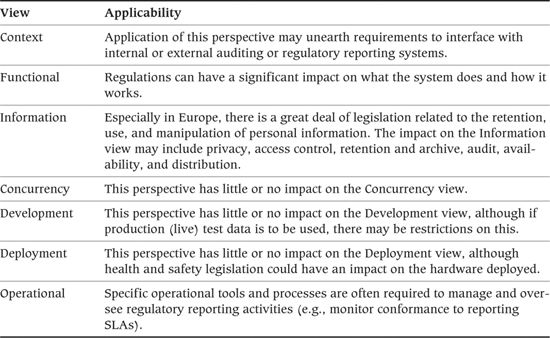 View Applicability
Context Application of this perspective may unearth requirements to interface with
internal or external auditing or regulatory reporting systems.
Functional Regulations can have a significant impact on what the system does and how it
works.
Information Especially in Europe, there is a great deal of legislation related to the retention,
use, and manipulation of personal information. The impact on the Information
view may include privacy, access control, retention and archive, audit, avail-
ability, and distribution.
Concurrency This perspective has little or no impact on the Concurrency view.
Development This perspective has little or no impact on the Development view, although if
production (live) test data is to be used, there may be restrictions on this.
Deployment This perspective has little or no impact on the Deployment view, although
health and safety legislation could have an impact on the hardware deployed.
Operational Specific operational tools and processes are often required to manage and over-
see regulatory reporting activities (e.g., monitor conformance to reporting
SLAs).